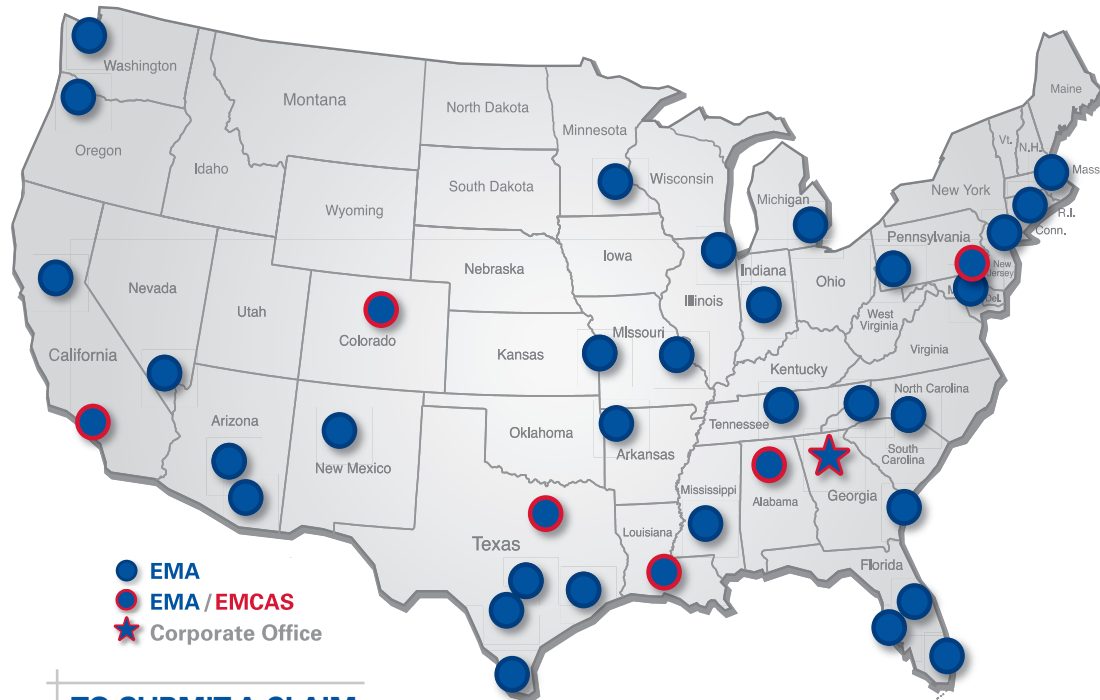 Washington
Montana
North Dakota
Minnesota
Maine
Oregon
Idaho
South Dakota
Wisconsin
Michigan
Vt.
N.H.
Mass
New York
R.I.
Conn.
Wyoming
Nebraska
Iowa
Pennsylvania
New
Jersey
Nevada
Utah
Colorado
Kansas
MIssouri
Illinois
Indiana
Ohio
West
Virginia
Del.
Virginia
California
Kentucky
Arizona
New Mexico
Oklahoma
Arkansas
Tennessee
North Carolina
South
Carolina
Mississippi
Alabama
Georgia
Texas
Louisiana
Florida
EMA
EMA / EMCAS
Corporate Office
TO SUBMIT A CLAIM